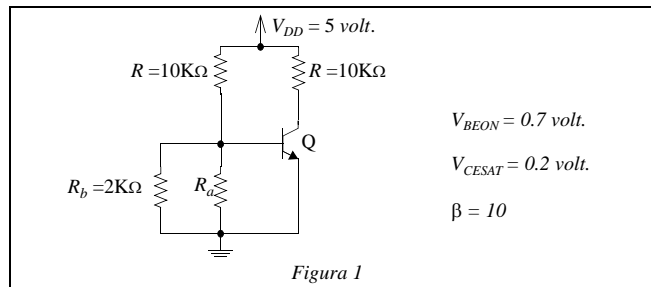 V_DD = 5 volt.
R =10KΩ
R =10KΩ
V_BEON = 0.7 volt.
Q
V_CESAT = 0.2 volt.
R_b =2KΩ
R_a
β = 10
Figura 1